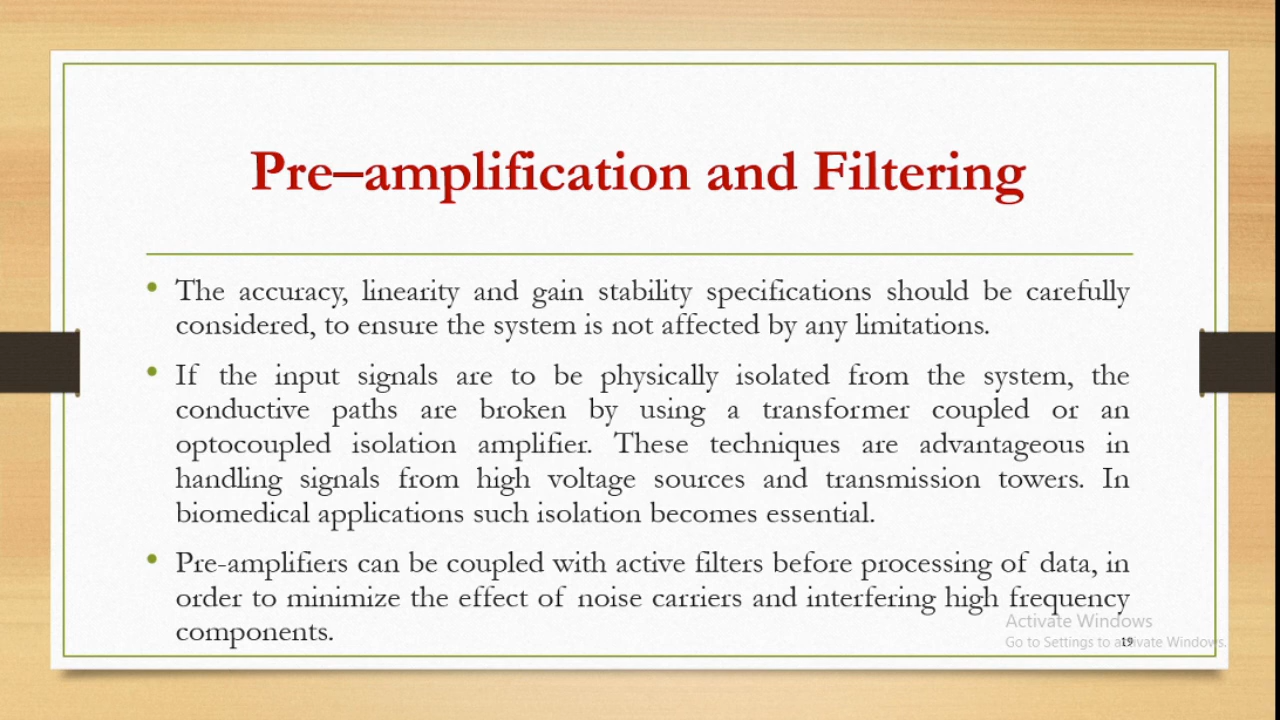 Pre–amplification and Filtering
• The accuracy, linearity and gain stability specifications should be carefully
considered, to ensure the system is not affected by any limitations.
• If the input signals are to be physically isolated from the system, the
conductive paths are broken by using a transformer coupled or an
optocoupled isolation amplifier. These techniques are advantageous in
handling signals from high voltage sources and transmission towers. In
biomedical applications such isolation becomes essential.
• Pre-amplifiers can be coupled with active filters before processing of data, in
order to minimize the effect of noise carriers and interfering high frequency
components.
Activate Windows
Go to Settings to activate Windows.
19